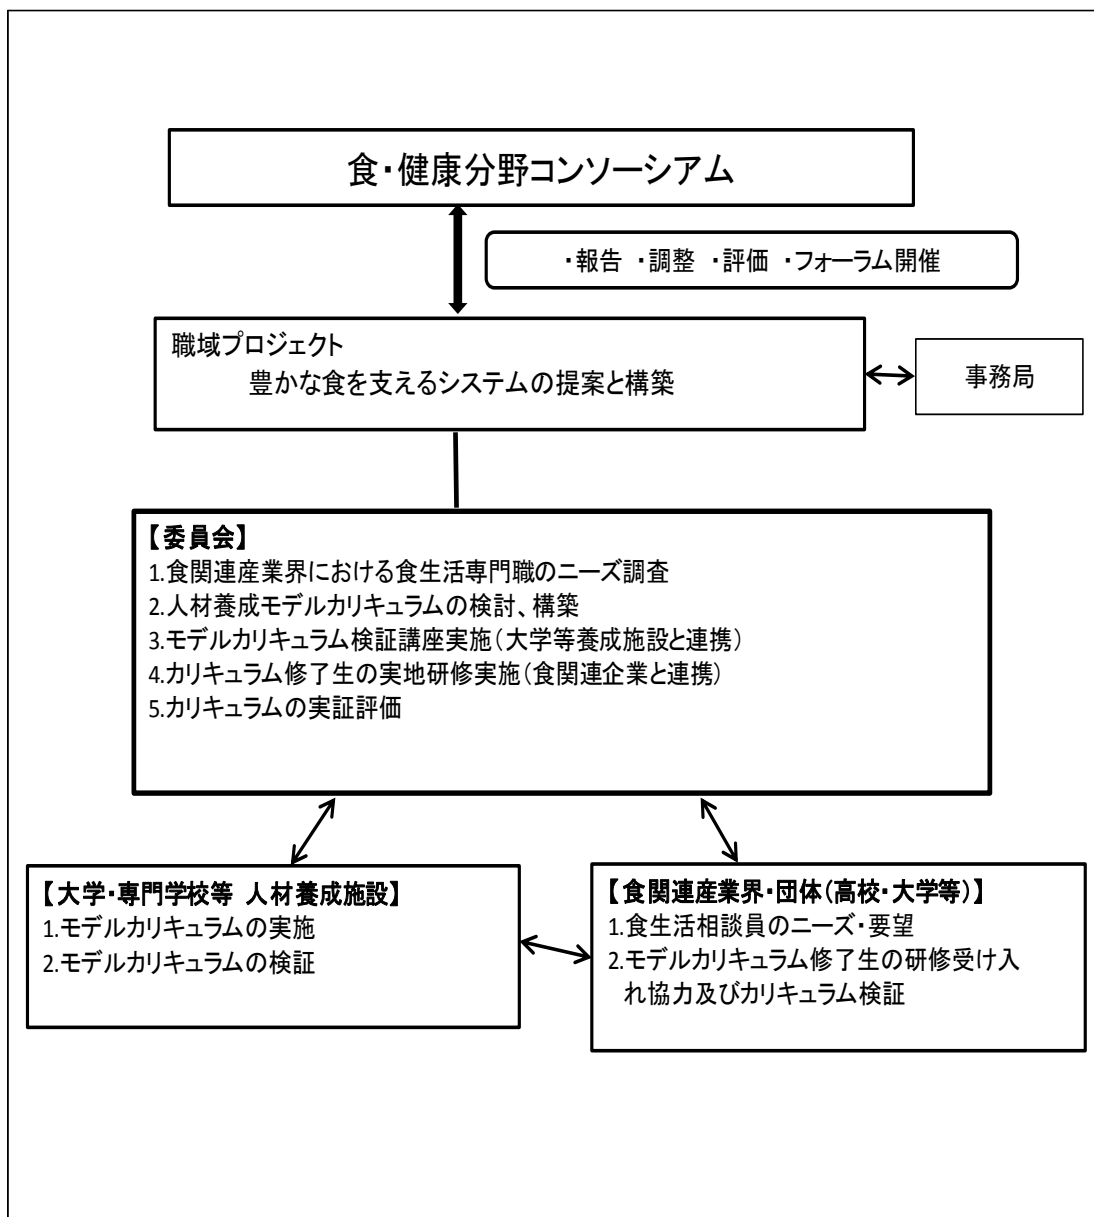 食・健康分野コンソーシアム
・報告 ・調整 ・評価 ・フォーラム開催
職域プロジェクト
豊かな食を支えるシステムの提案と構築
事務局
【委員会】
1.食関連産業界における食生活専門職のニーズ調査
2.人材養成モデルカリキュラムの検討、構築
3.モデルカリキュラム検証講座実施(大学等養成施設と連携)
4.カリキュラム修了生の実地研修実施(食関連企業と連携)
5.カリキュラムの実証評価
【大学・専門学校等 人材養成施設】
1.モデルカリキュラムの実施
2.モデルカリキュラムの検証
【食関連産業界・団体(高校・大学等)】
1.食生活相談員のニーズ・要望
2.モデルカリキュラム修了生の研修受け入
れ協力及びカリキュラム検証